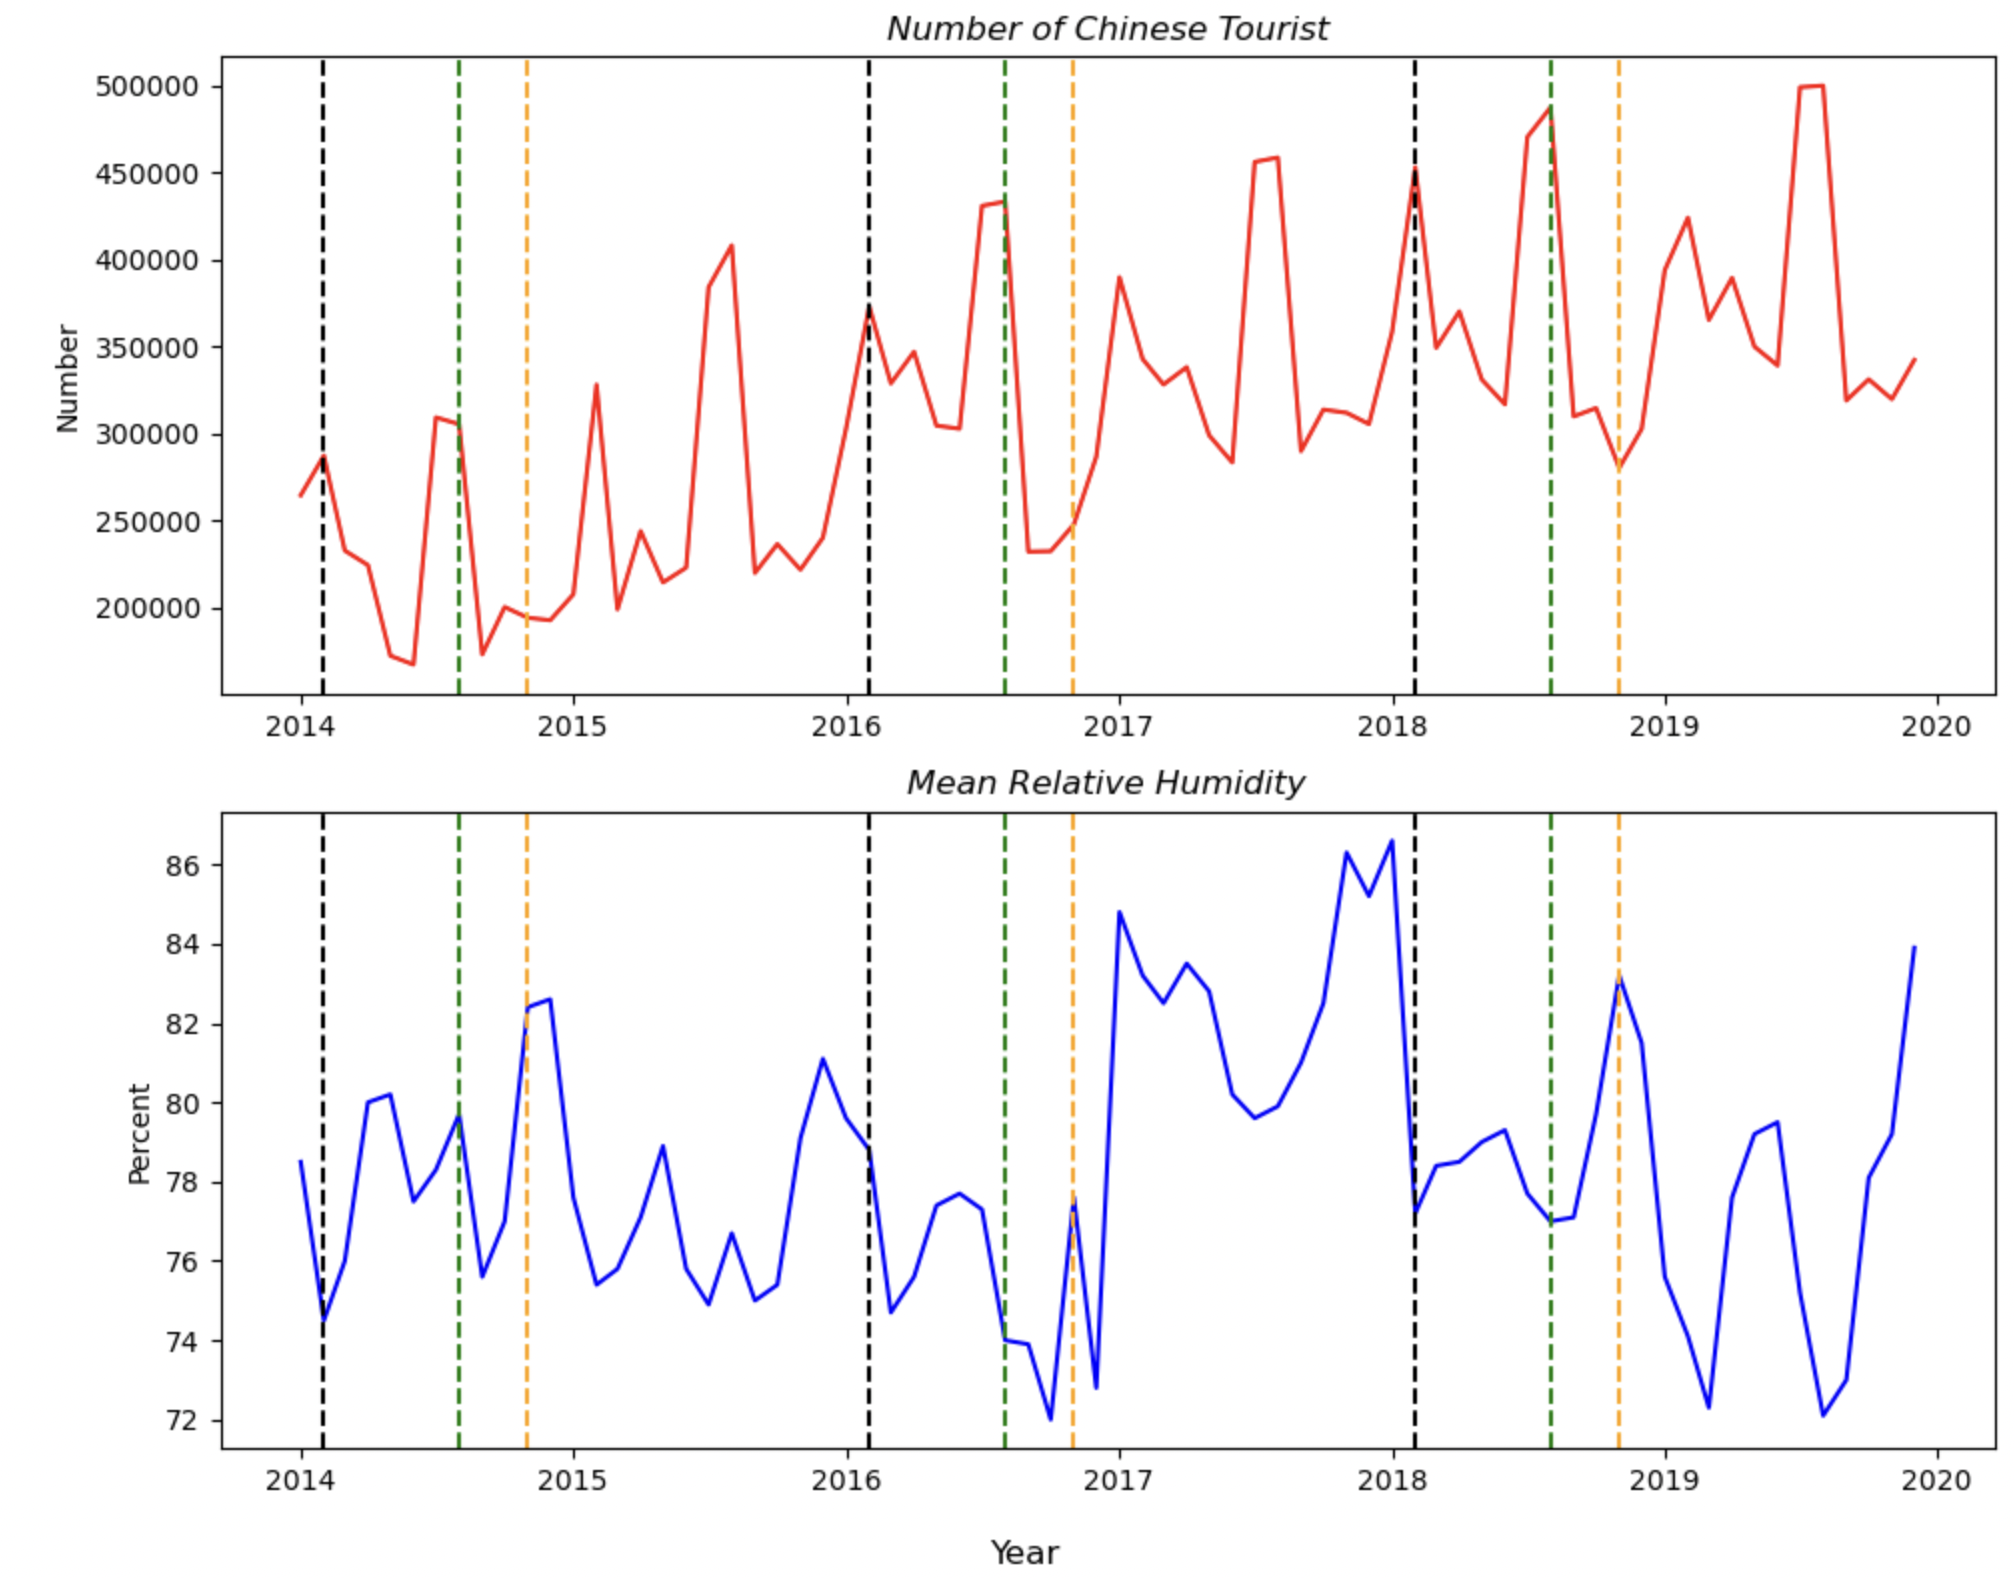 Number of Chinese Tourist
500000
450000
400000
350000
300000
250000
200000
Number
2014 2015 2016 2017 2018 2019 2020
Mean Relative Humidity
86
84
82
80
78
76
74
72
Percent
2014 2015 2016 2017 2018 2019 2020
Year